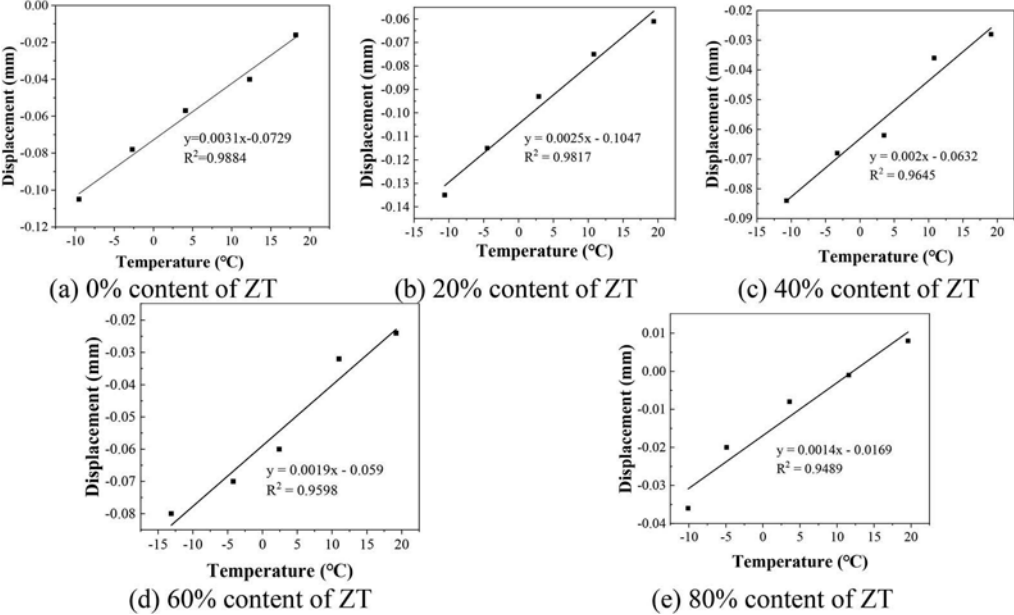 0.00
-0.02
-0.04
-0.06
-0.08
-0.10
-0.12
Displacement (mm)
y=0.0031x-0.0729
R²=0.9884
-10 -5 0 5 10 15 20
Temperature (℃)
(a) 0% content of ZT
-0.06
-0.07
-0.08
-0.09
-0.10
-0.11
-0.12
-0.13
-0.14
Displacement (mm)
y = 0.0025x - 0.1047
R² = 0.9817
-10 -5 0 5 10 15 20
Temperature (℃)
(b) 20% content of ZT
-0.02
-0.03
-0.04
-0.05
-0.06
-0.07
-0.08
-0.09
Displacement (mm)
y = 0.002x - 0.0632
R² = 0.9645
-15 -10 -5 0 5 10 15 20
Temperature (℃)
(c) 40% content of ZT
-0.02
-0.03
-0.04
-0.05
-0.06
-0.07
-0.08
Displacement (mm)
y = 0.0019x - 0.059
R² = 0.9598
-15 -10 -5 0 5 10 15 20
Temperature (℃)
(d) 60% content of ZT
0.01
0.00
-0.01
-0.02
-0.03
-0.04
Displacement (mm)
y = 0.0014x - 0.0169
R² = 0.9489
-10 -5 0 5 10 15 20
Temperature (℃)
(e) 80% content of ZT